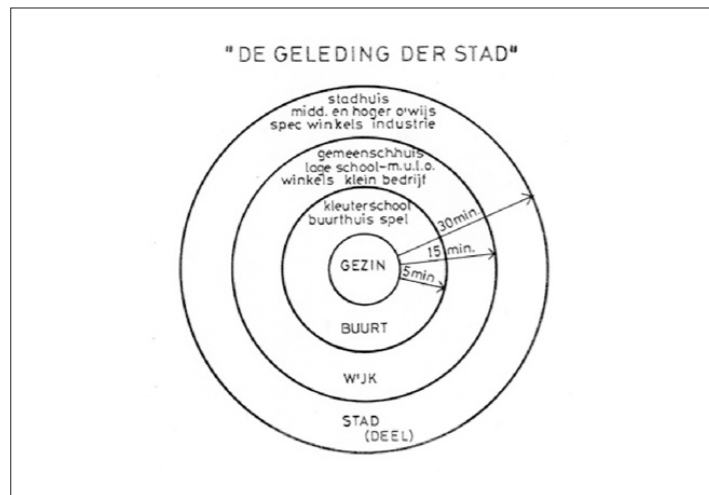 "DE GELEDING DER STAD"
stadhuis
midd. en hoger o'wijs
spec winkels industrie
gemeenschhuis
lage school-m.u.l.o.
winkels klein bedrijf
kleuterschool
buurthuis spel
30min.
15 min.
5min
GEZIN
BUURT
W'JK
STAD
(DEEL)